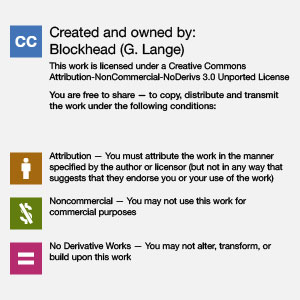 CC
Created and owned by:
Blockhead (G. Lange)
This work is licensed under a Creative Commons
Attribution-NonCommercial-NoDerivs 3.0 Unported License
You are free to share — to copy, distribute and transmit
the work under the following conditions:
Attribution — You must attribute the work in the manner
specified by the author or licensor (but not in any way that
suggests that they endorse you or your use of the work)
Noncommercial — You may not use this work for
commercial purposes
$
No Derivative Works — You may not alter, transform, or
build upon this work
=